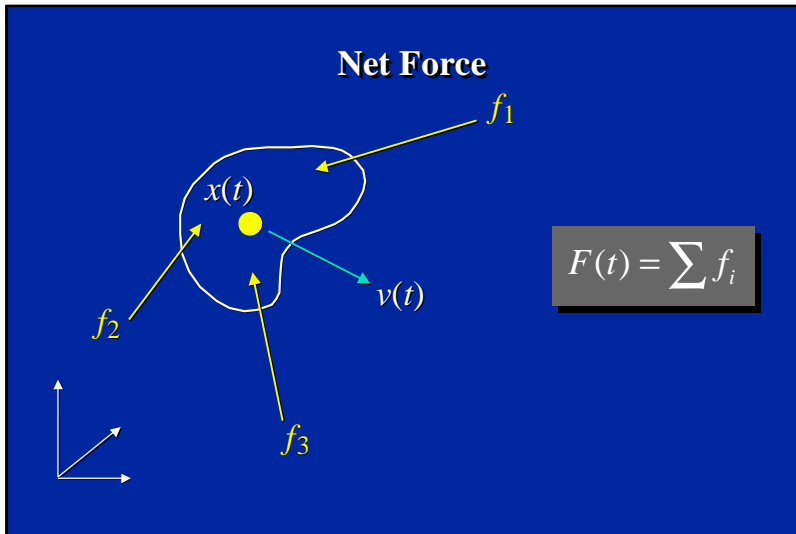 Net Force
f1
x(t)
F(t) = ∑ fi
v(t)
f2
f3